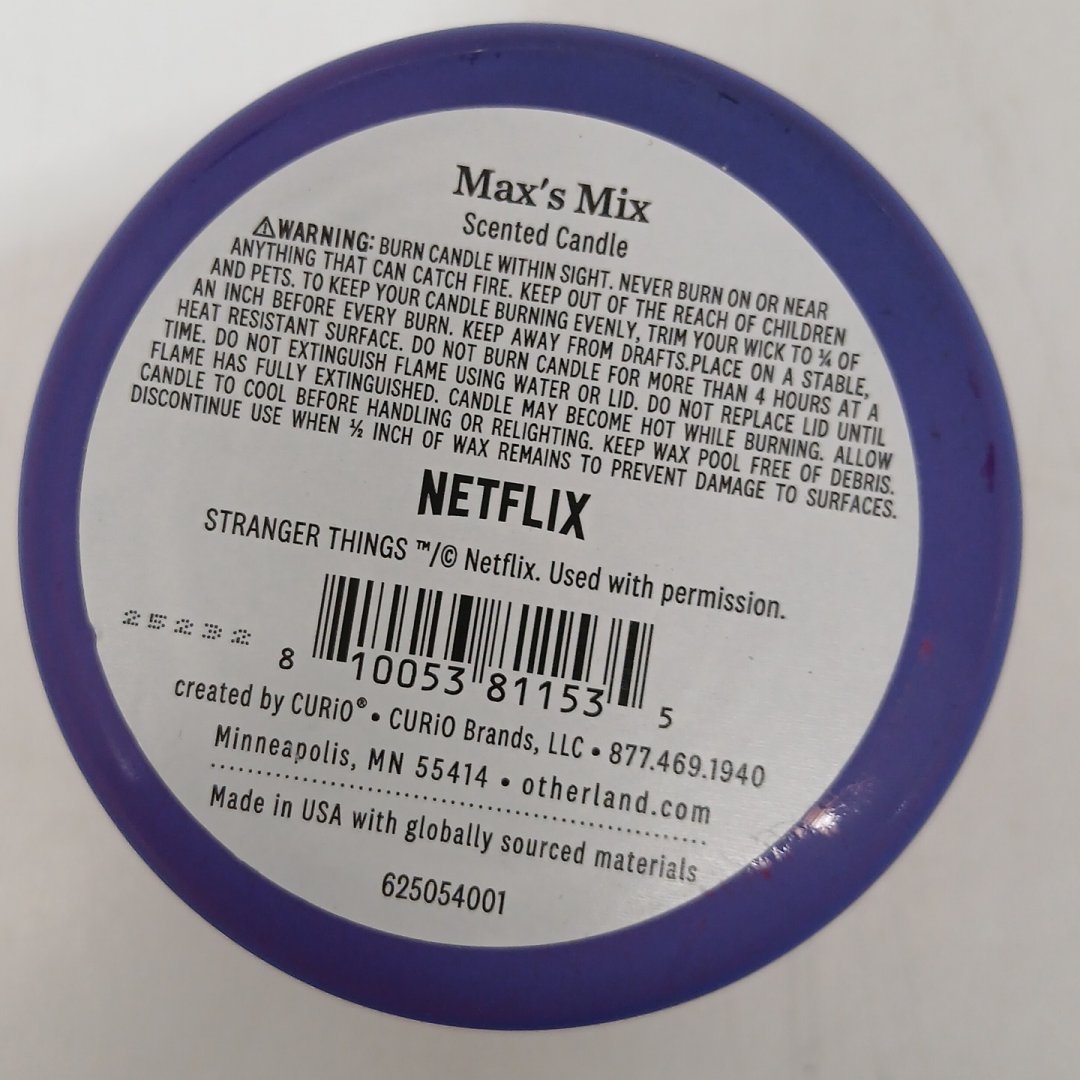 Max's Mix
Scented Candle
⚠WARNING: BURN CANDLE WITHIN SIGHT. NEVER BURN ON OR NEAR
ANYTHING THAT CAN CATCH FIRE. KEEP OUT OF THE REACH OF CHILDREN
AND PETS. TO KEEP YOUR CANDLE BURNING EVENLY, TRIM YOUR WICK TO ¼ OF
AN INCH BEFORE EVERY BURN. KEEP AWAY FROM DRAFTS.PLACE ON A STABLE,
HEAT RESISTANT SURFACE. DO NOT BURN CANDLE FOR MORE THAN 4 HOURS AT A
TIME. DO NOT EXTINGUISH FLAME USING WATER OR LID. DO NOT REPLACE LID UNTIL
FLAME HAS FULLY EXTINGUISHED. CANDLE MAY BECOME HOT WHILE BURNING. ALLOW
CANDLE TO COOL BEFORE HANDLING OR RELIGHTING. KEEP WAX POOL FREE OF DEBRIS.
DISCONTINUE USE WHEN ½ INCH OF WAX REMAINS TO PREVENT DAMAGE TO SURFACES.
NETFLIX
STRANGER THINGS ™/© Netflix. Used with permission.
25232
8 10053 81153 5
created by CURiO® • CURiO Brands, LLC • 877.469.1940
Minneapolis, MN 55414 • otherland.com
Made in USA with globally sourced materials
625054001